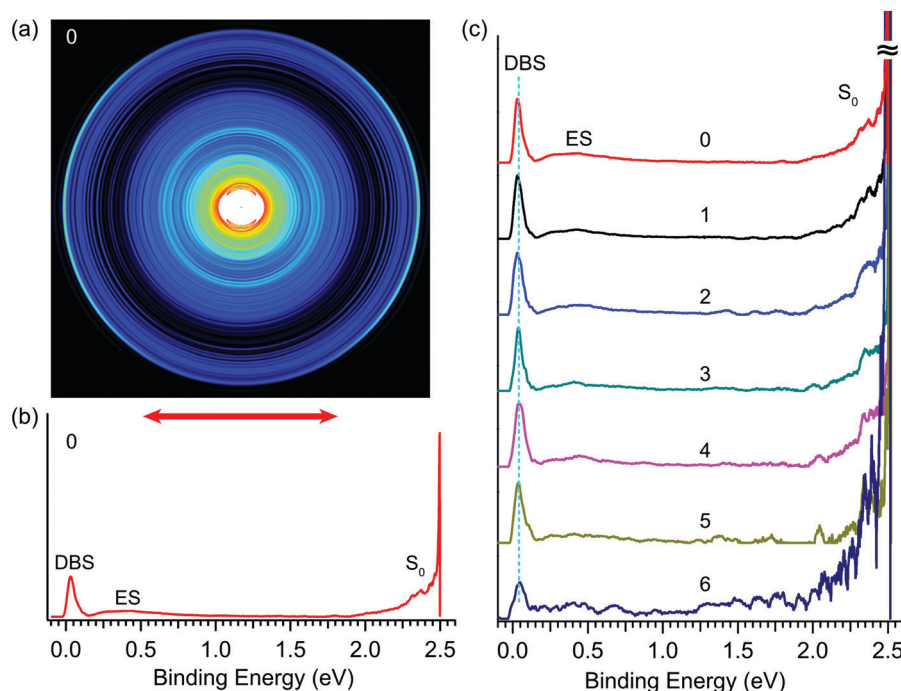 (a)
0
(b)
0
DBS
ES
S₀
0.0 0.5 1.0 1.5 2.0 2.5
Binding Energy (eV)
(c)
≈
DBS
S₀
ES
0
1
2
3
4
5
6
0.0 0.5 1.0 1.5 2.0 2.5
Binding Energy (eV)